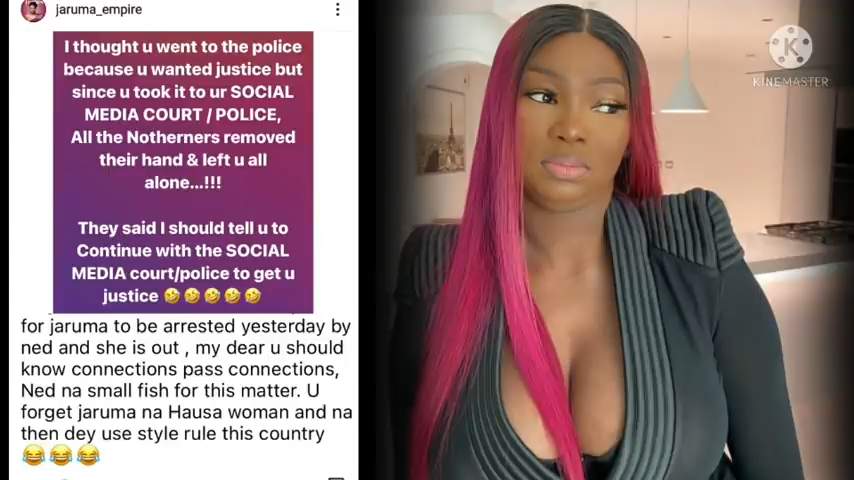 jaruma_empire
I thought u went to the police
because u wanted justice but
since u took it to ur SOCIAL
MEDIA COURT / POLICE,
All the Notherners removed
their hand & left u all
alone...!!!
They said I should tell u to
Continue with the SOCIAL
MEDIA court/police to get u
justice 🤣🤣🤣🤣🤣
for jaruma to be arrested yesterday by
ned and she is out , my dear u should
know connections pass connections,
Ned na small fish for this matter. U
forget jaruma na Hausa woman and na
then dey use style rule this country
😂😂😂
K
KINEMASTER